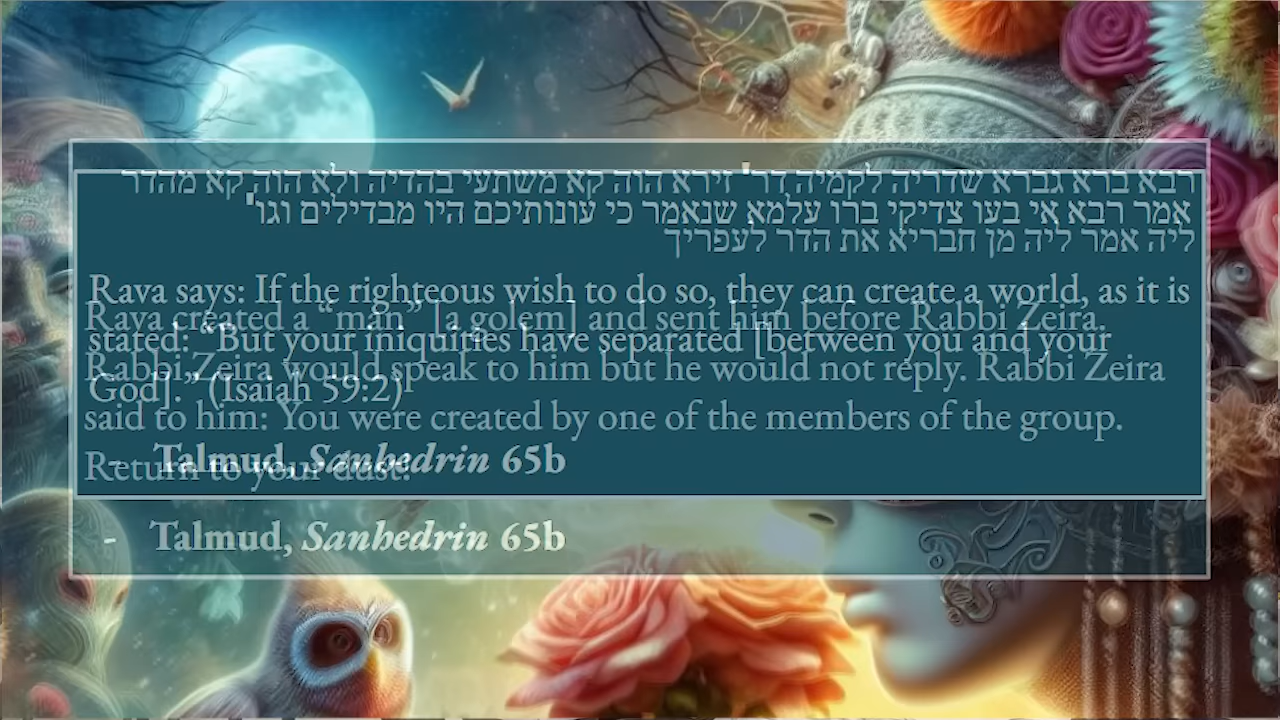 רבא ברא גברא שדריה לקמיה דר' זירא הוה קא משתעי בהדיה ולא הוה קא מהדר
אמר רבא אי בעו צדיקי ברו עלמא שנאמר כי עונותיכם היו מבדילים וגו'
ליה אמר ליה מן חבריא את הדר לעפריך
Rava says: If the righteous wish to do so, they can create a world, as it is
Rava created a “man” [a golem] and sent him before Rabbi Zeira.
stated: “But your iniquities have separated [between you and your
Rabbi Zeira would speak to him but he would not reply. Rabbi Zeira
God].” (Isaiah 59:2)
said to him: You were created by one of the members of the group.
- Talmud, Sanhedrin 65b
Return to your dust.
- Talmud, Sanhedrin 65b